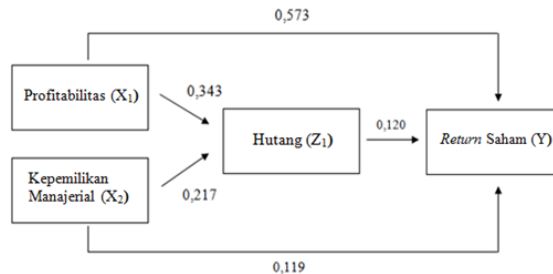 0,573
Profitabilitas (X₁)
0,343
Hutang (Z₁)
0,120
Return Saham (Y)
Kepemilikan
Manajerial (X₂)
0,217
0,119